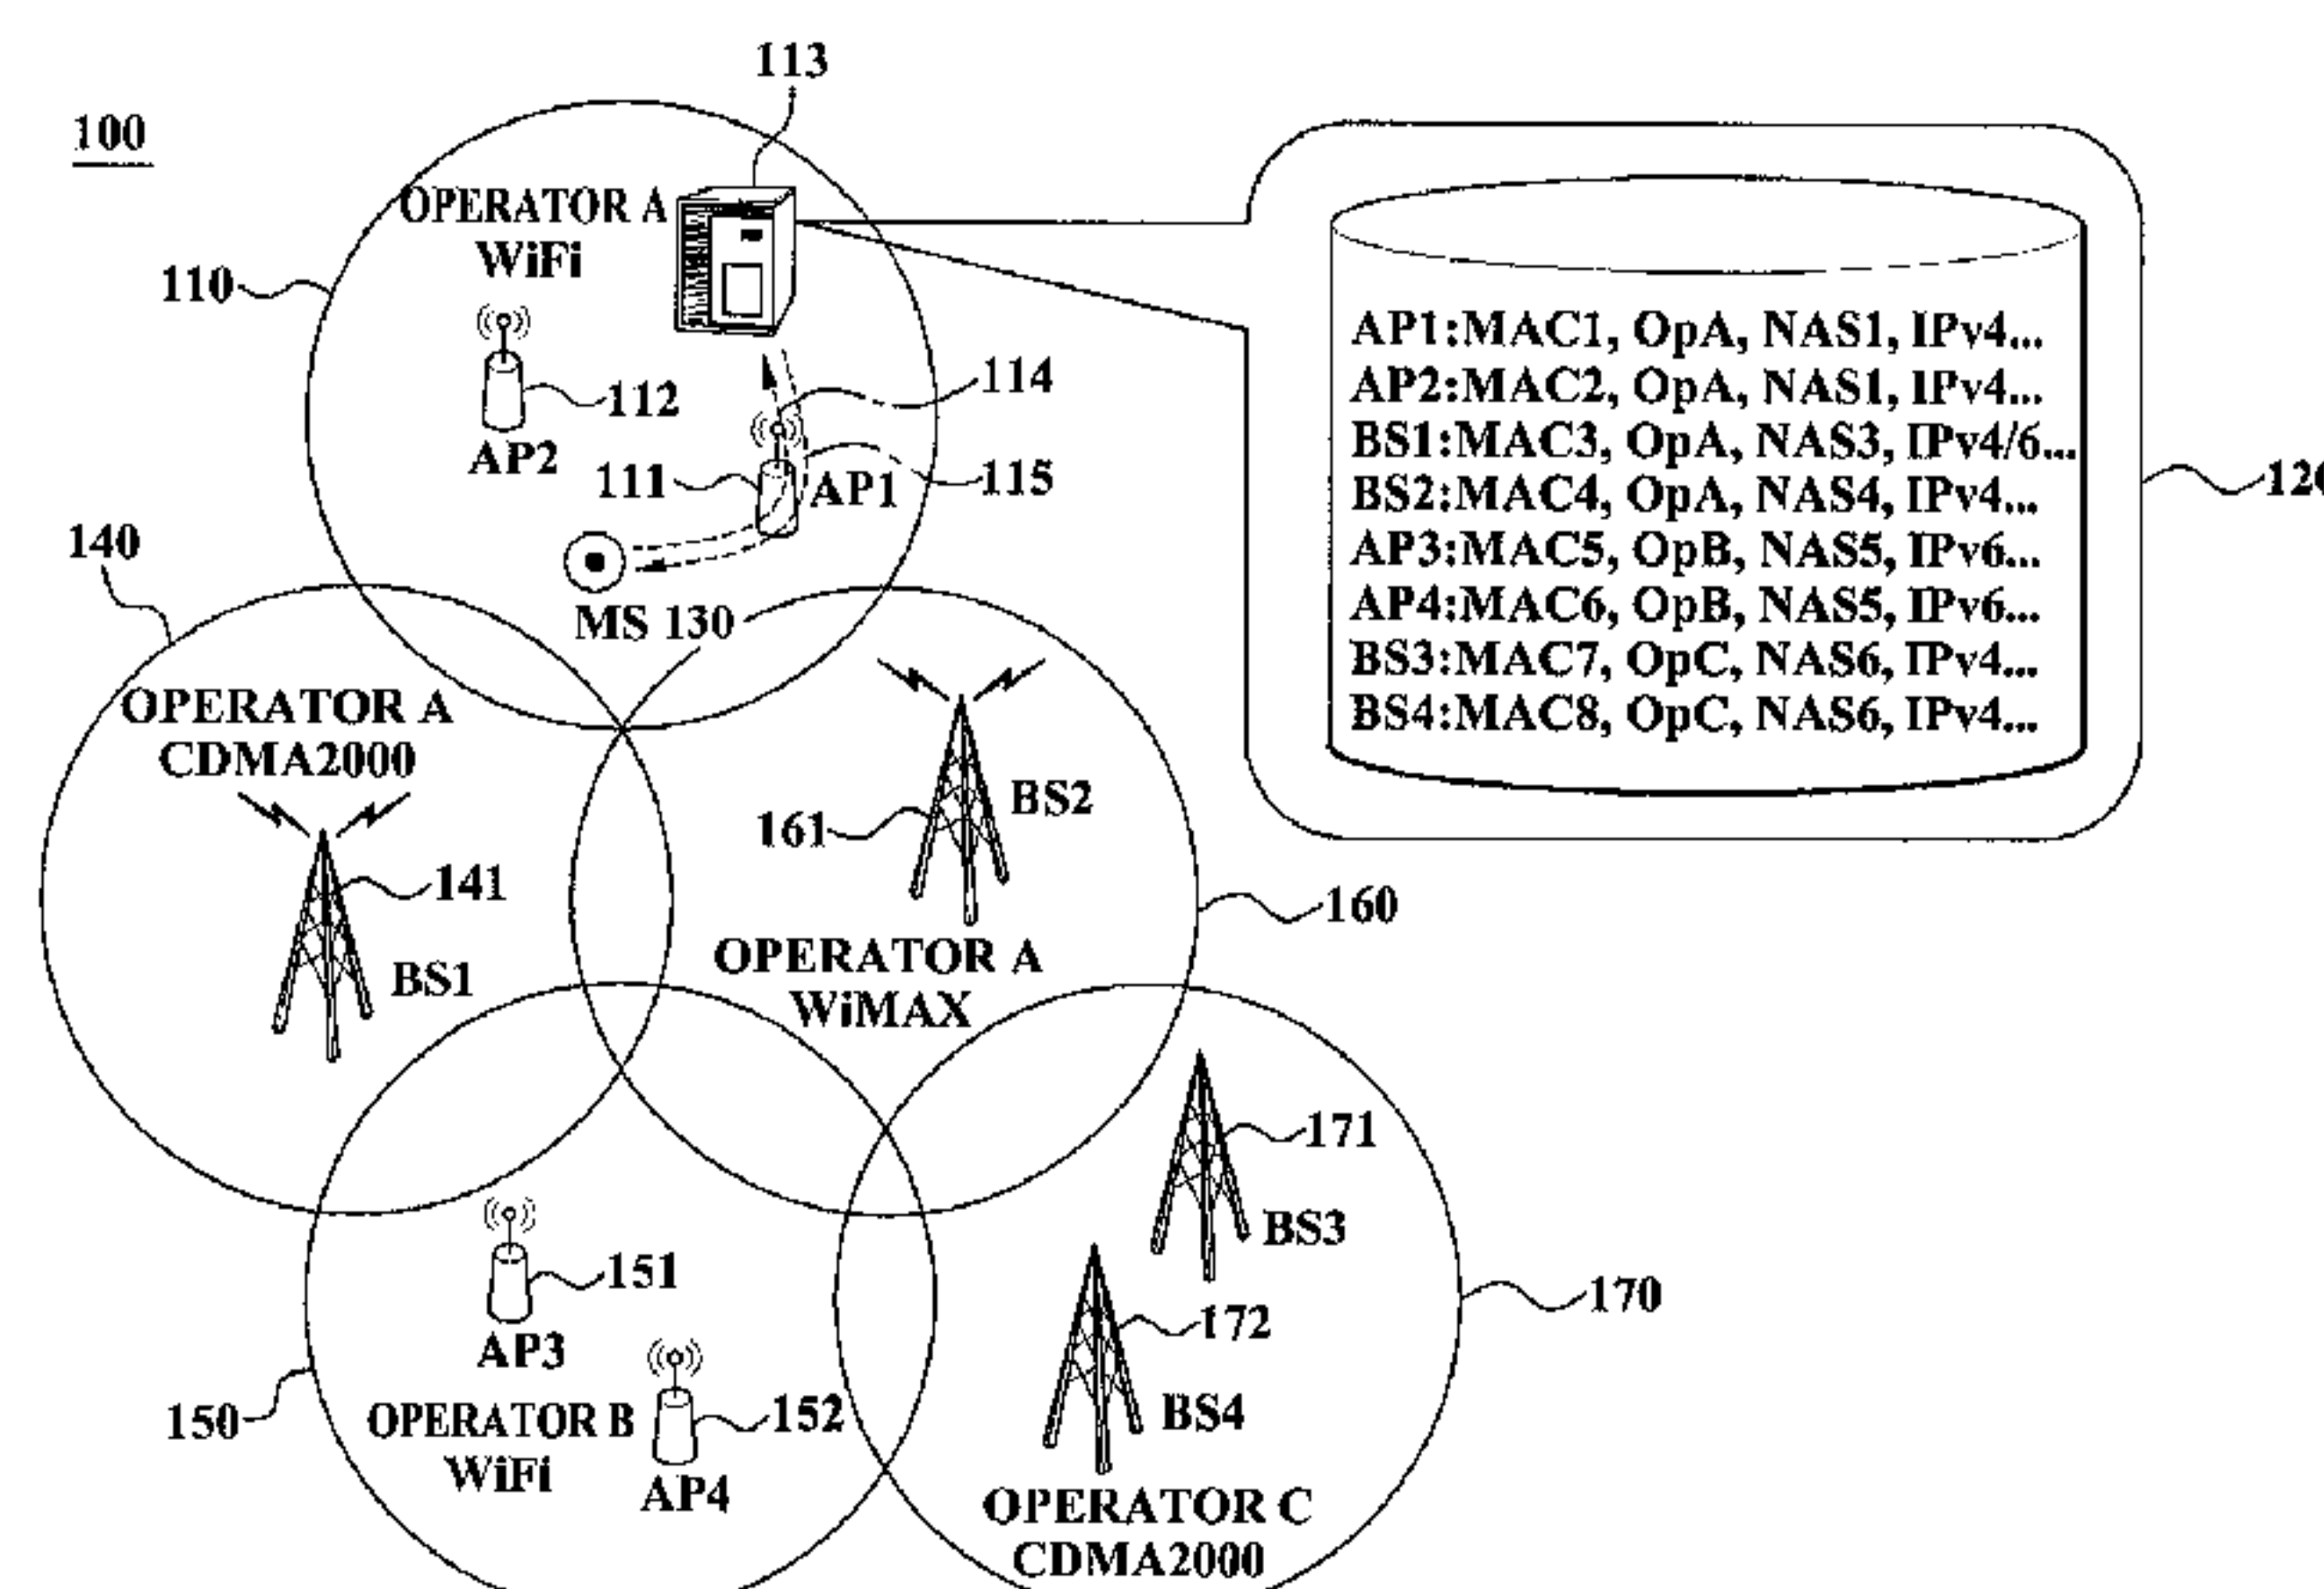 113
100
OPERATOR A
WiFi
110
112
AP2
114
111
AP1
115
MS 130
AP1:MAC1, OpA, NAS1, IPv4...
AP2:MAC2, OpA, NAS1, IPv4...
BS1:MAC3, OpA, NAS3, IPv4/6...
BS2:MAC4, OpA, NAS4, IPv4...
AP3:MAC5, OpB, NAS5, IPv6...
AP4:MAC6, OpB, NAS5, IPv6...
BS3:MAC7, OpC, NAS6, IPv4...
BS4:MAC8, OpC, NAS6, IPv4...
140
OPERATOR A
CDMA2000
141
BS1
161
BS2
OPERATOR A
WiMAX
160
171
BS3
172
BS4
170
OPERATOR C
CDMA2000
151
AP3
150
OPERATOR B
WiFi
152
AP4